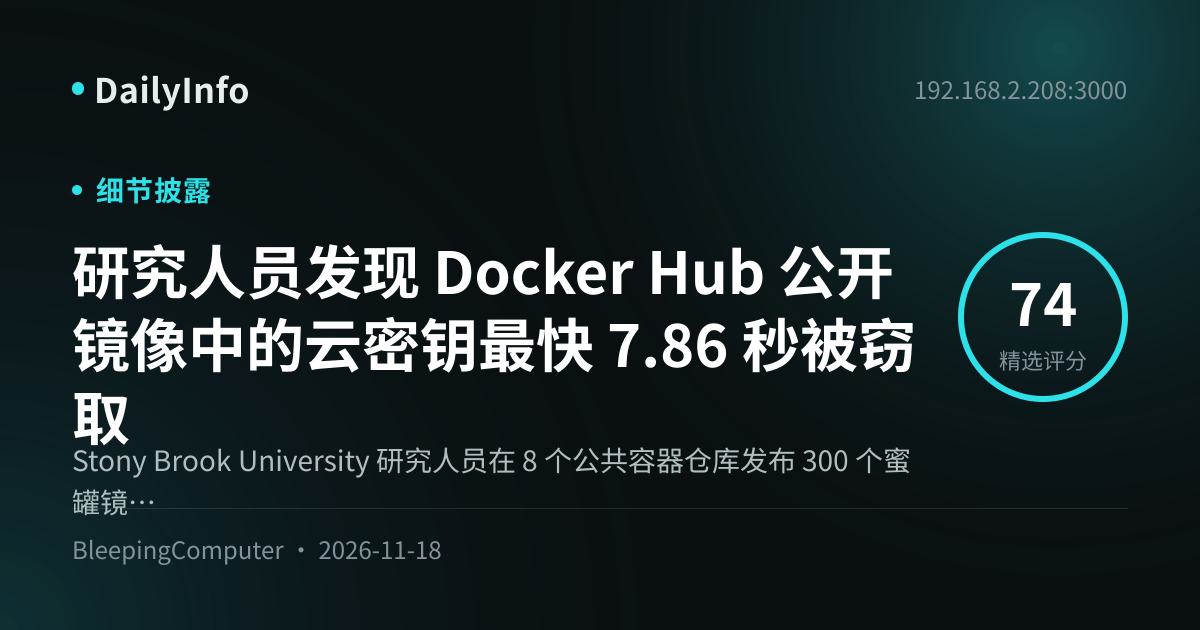 DailyInfo
192.168.2.208:3000
细节披露
研究人员发现 Docker Hub 公开
镜像中的云密钥最快 7.86 秒被窃
取
74
精选评分
Stony Brook University 研究人员在 8 个公共容器仓库发布 300 个蜜
罐镜…
BleepingComputer • 2026-11-18